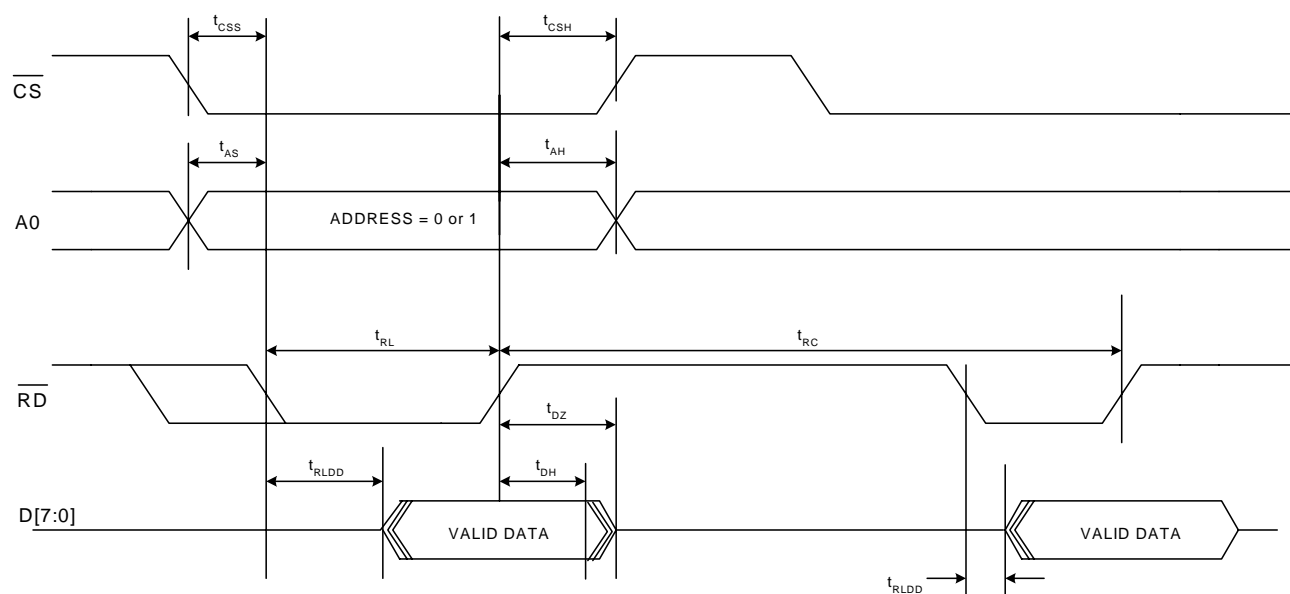 tCSS
tCSH
CS
tAS
tAH
A0
ADDRESS = 0 or 1
tRL
tRC
RD
tDZ
tRLDD
tDH
D[7:0]
VALID DATA
VALID DATA
tRLDD